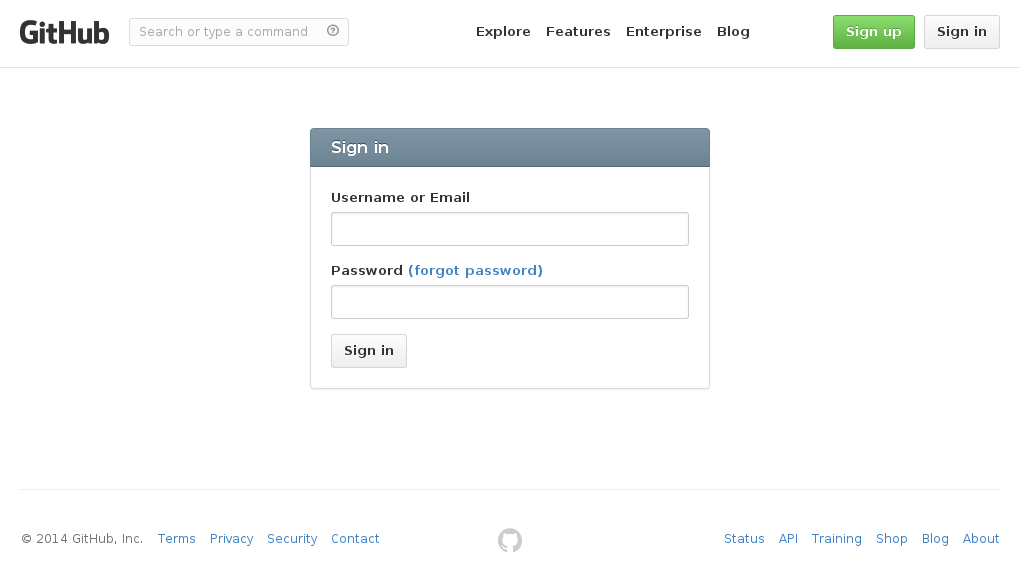 GitHub Search or type a command Explore Features Enterprise Blog Sign up Sign in
Sign in
Username or Email
Password (forgot password)
Sign in
© 2014 GitHub, Inc. Terms Privacy Security Contact Status API Training Shop Blog About